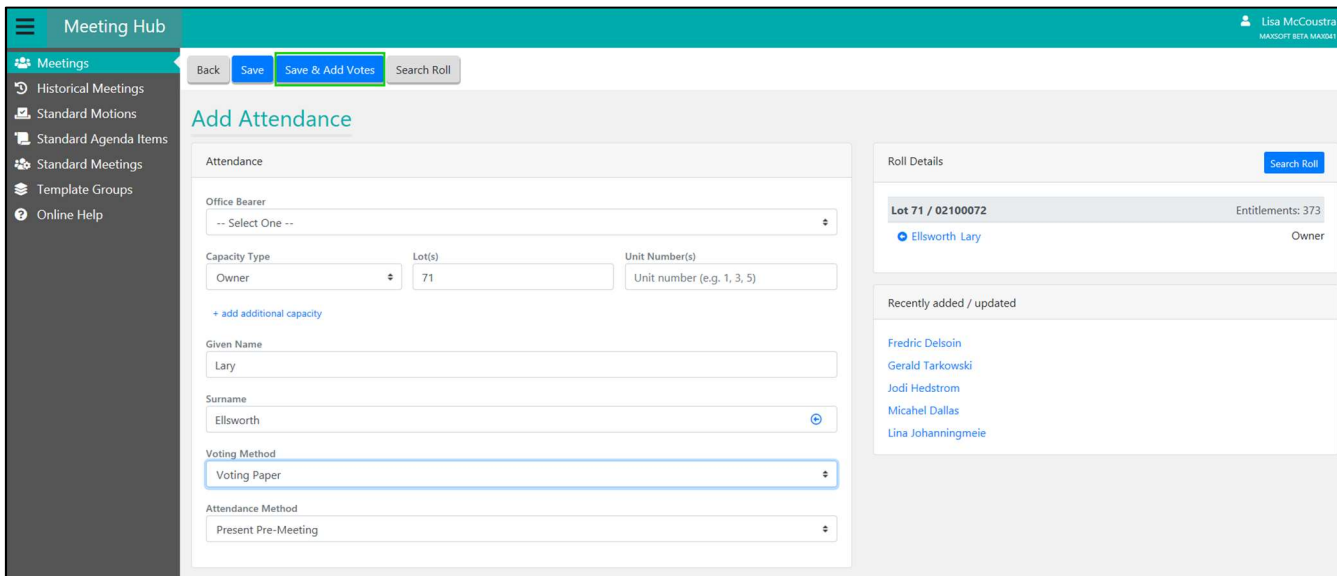 Meeting Hub
Lisa McCoustra
MAXSOFT BETA MAX041
Meetings
Historical Meetings
Standard Motions
Standard Agenda Items
Standard Meetings
Template Groups
Online Help
Back Save Save & Add Votes Search Roll
Add Attendance
Attendance
Office Bearer
-- Select One --
Capacity Type Lot(s) Unit Number(s)
Owner 71 Unit number (e.g. 1, 3, 5)
+ add additional capacity
Given Name
Lary
Surname
Ellsworth
Voting Method
Voting Paper
Attendance Method
Present Pre-Meeting
Roll Details Search Roll
Lot 71 / 02100072 Entitlements: 373
Ellsworth Lary Owner
Recently added / updated
Fredric Delsoin
Gerald Tarkowski
Jodi Hedstrom
Micahel Dallas
Lina Johanningmeie